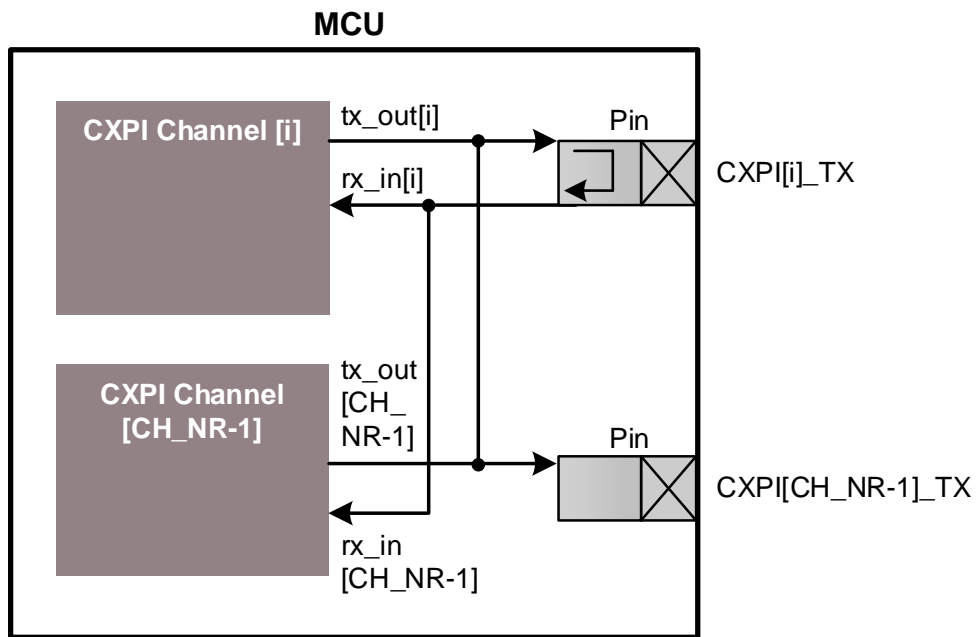 MCU
CXPI Channel [i]
tx_out[i]
rx_in[i]
Pin
CXPI[i]_TX
CXPI Channel
[CH_NR-1]
tx_out
[CH_
NR-1]
rx_in
[CH_NR-1]
Pin
CXPI[CH_NR-1]_TX